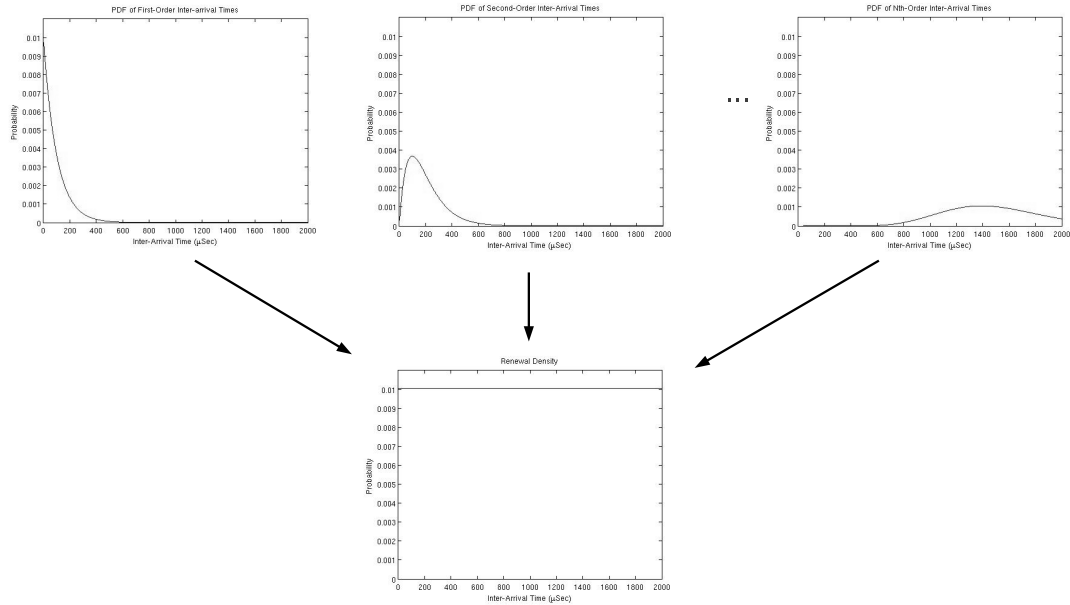 PDF of First-Order Inter-arrival Times
0.01
0.009
0.008
0.007
0.006
0.005
0.004
0.003
0.002
0.001
0
Probability
0 200 400 600 800 1000 1200 1400 1600 1800 2000
Inter-Arrival Time (μSec)
PDF of Second-Order Inter-Arrival Times
0.01
0.009
0.008
0.007
0.006
0.005
0.004
0.003
0.002
0.001
0
Probability
0 200 400 600 800 1000 1200 1400 1600 1800 2000
Inter-Arrival Time (μSec)
...
PDF of Nth-Order Inter-Arrival Times
0.01
0.009
0.008
0.007
0.006
0.005
0.004
0.003
0.002
0.001
0
Probability
0 200 400 600 800 1000 1200 1400 1600 1800 2000
Inter-Arrival Time (μSec)
Renewal Density
0.01
0.009
0.008
0.007
0.006
0.005
0.004
0.003
0.002
0.001
0
Probability
0 200 400 600 800 1000 1200 1400 1600 1800 2000
Inter-Arrival Time (μSec)